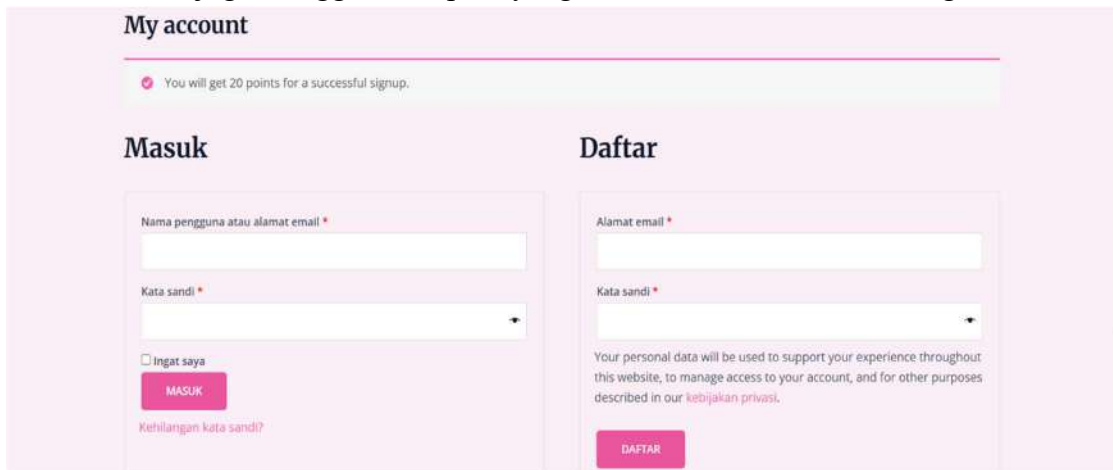 My account
You will get 20 points for a successful signup.
Masuk
Nama pengguna atau alamat email *
Kata sandi *
Ingat saya
MASUK
Kehilangan kata sandi?
Daftar
Alamat email *
Kata sandi *
Your personal data will be used to support your experience throughout
this website, to manage access to your account, and for other purposes
described in our kebijakan privasi.
DAFTAR